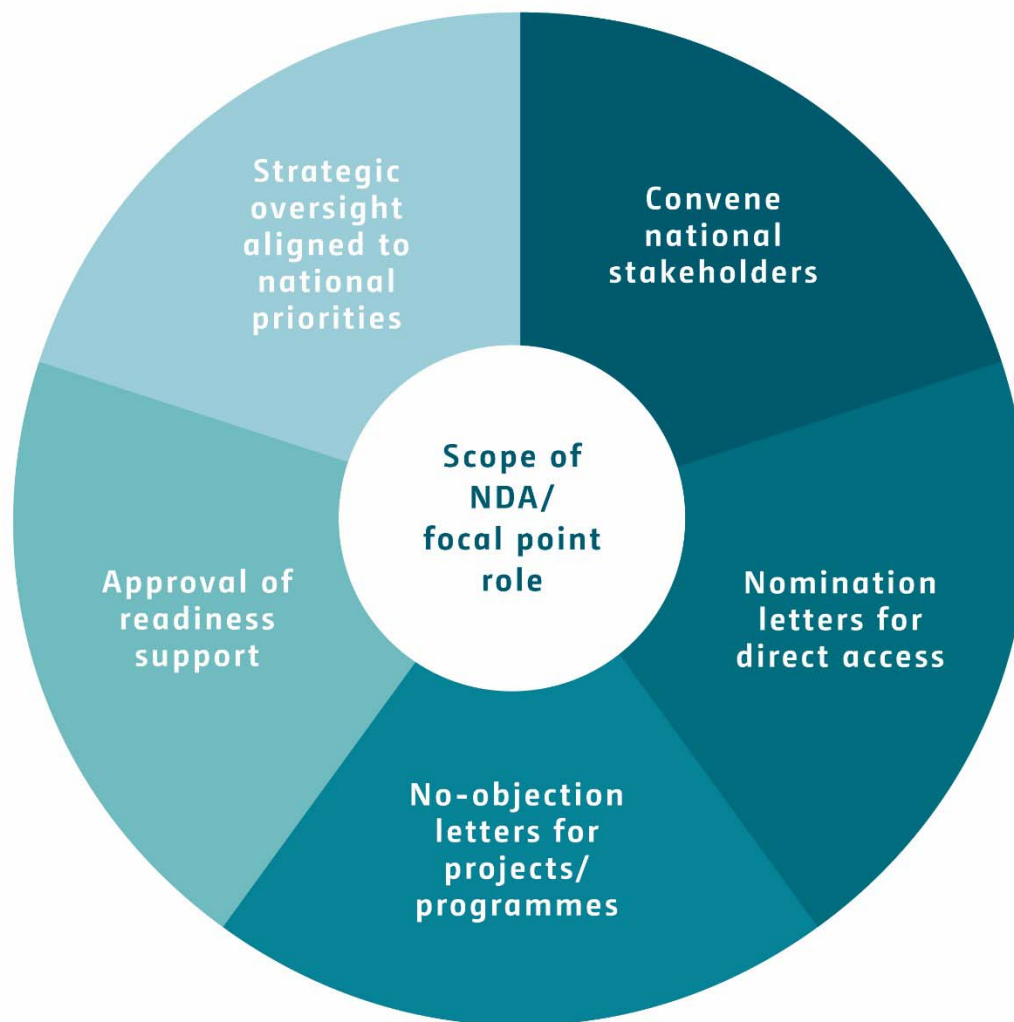 Strategic
oversight
aligned to
national
priorities
Convene
national
stakeholders
Scope of
NDA/
focal point
role
Approval of
readiness
support
Nomination
letters for
direct access
No-objection
letters for
projects/
programmes